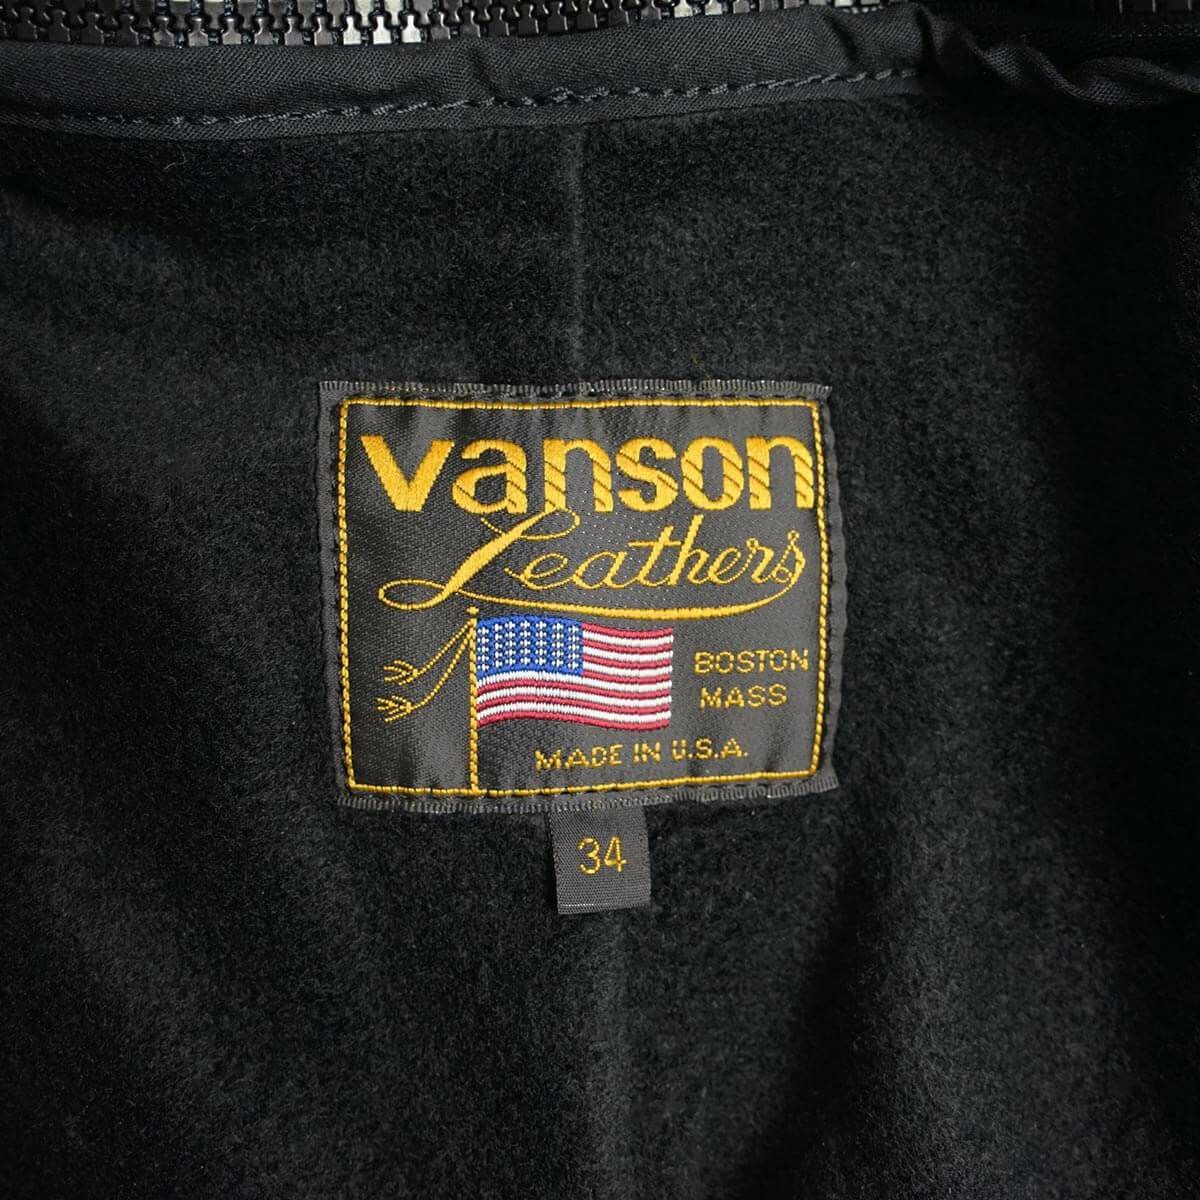 vanson
Leathers
BOSTON
MASS
MADE IN U.S.A.
34